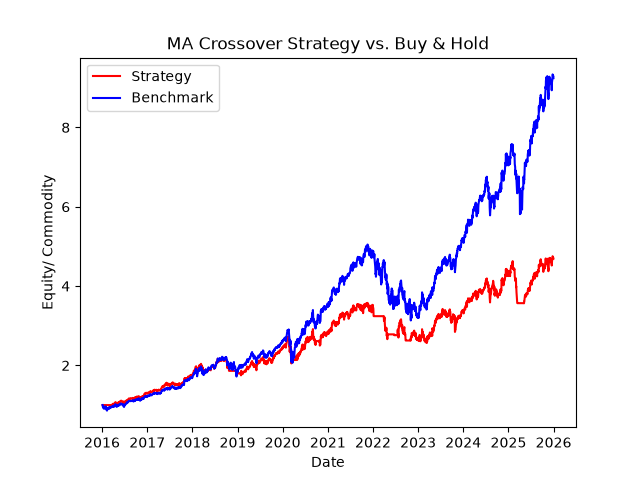 MA Crossover Strategy vs. Buy & Hold
Strategy
Benchmark
Equity/ Commodity
8
6
4
2
2016 2017 2018 2019 2020 2021 2022 2023 2024 2025 2026
Date